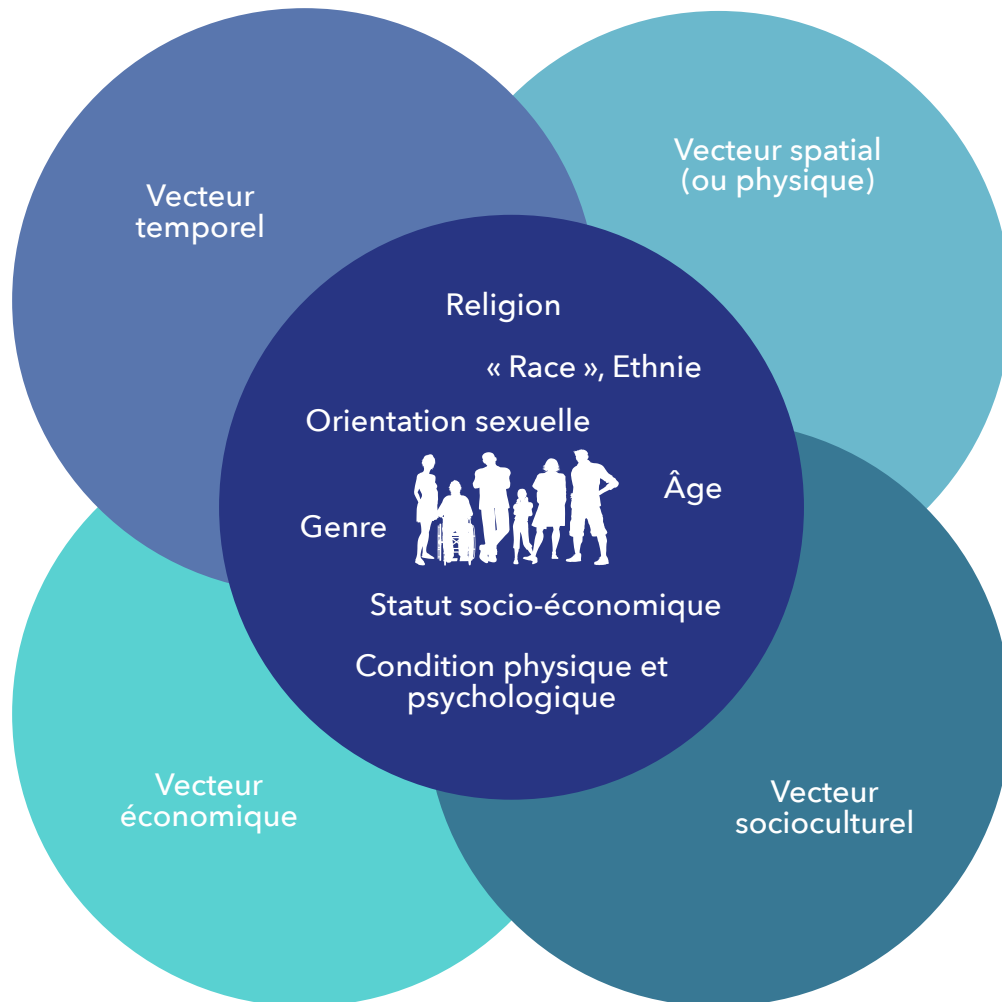 Vecteur
temporel
Vecteur spatial
(ou physique)
Religion
« Race », Ethnie
Orientation sexuelle
Âge
Genre
Statut socio-économique
Condition physique et
psychologique
Vecteur
économique
Vecteur
socioculturel